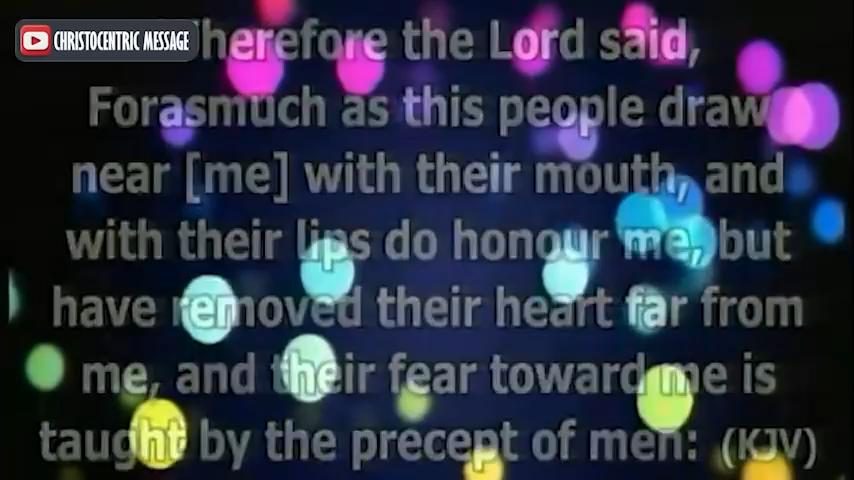 CHRISTOCENTRIC MESSAGE
herefore the Lord said,
Forasmuch as this people draw
near [me] with their mouth, and
with their lips do honour me, but
have removed their heart far from
me, and their fear toward me is
taught by the precept of men: (KJV)